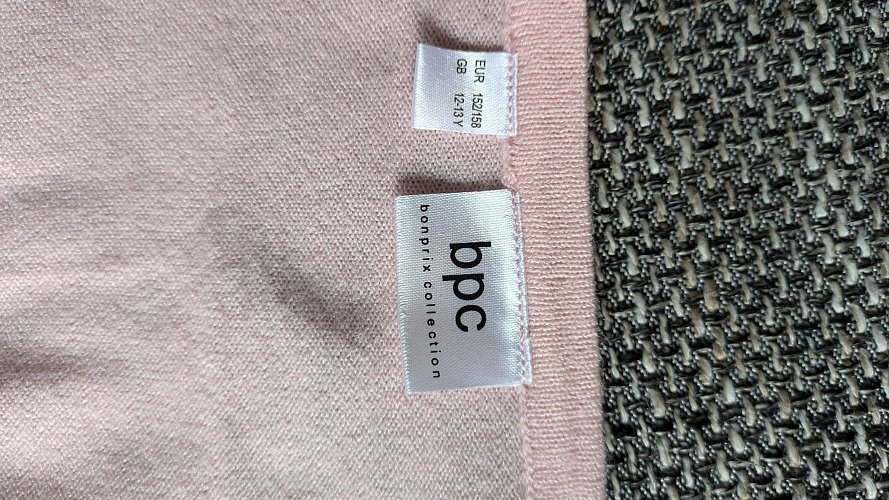 EUR 152/158
GB 12-13 Y
bpc
bonprix collection